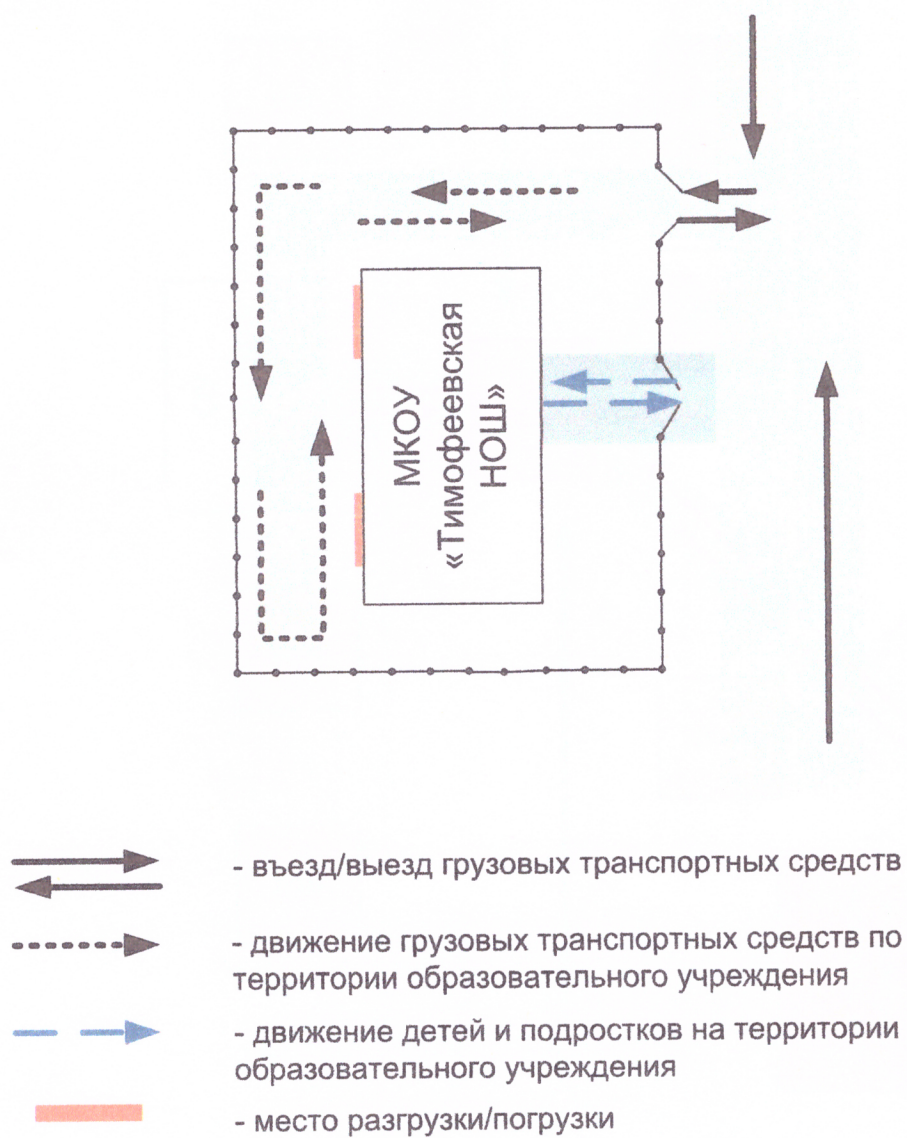 МКОУ
«Тимофеевская
НОШ»
- въезд/выезд грузовых транспортных средств
- движение грузовых транспортных средств по
территории образовательного учреждения
- движение детей и подростков на территории
образовательного учреждения
- место разгрузки/погрузки